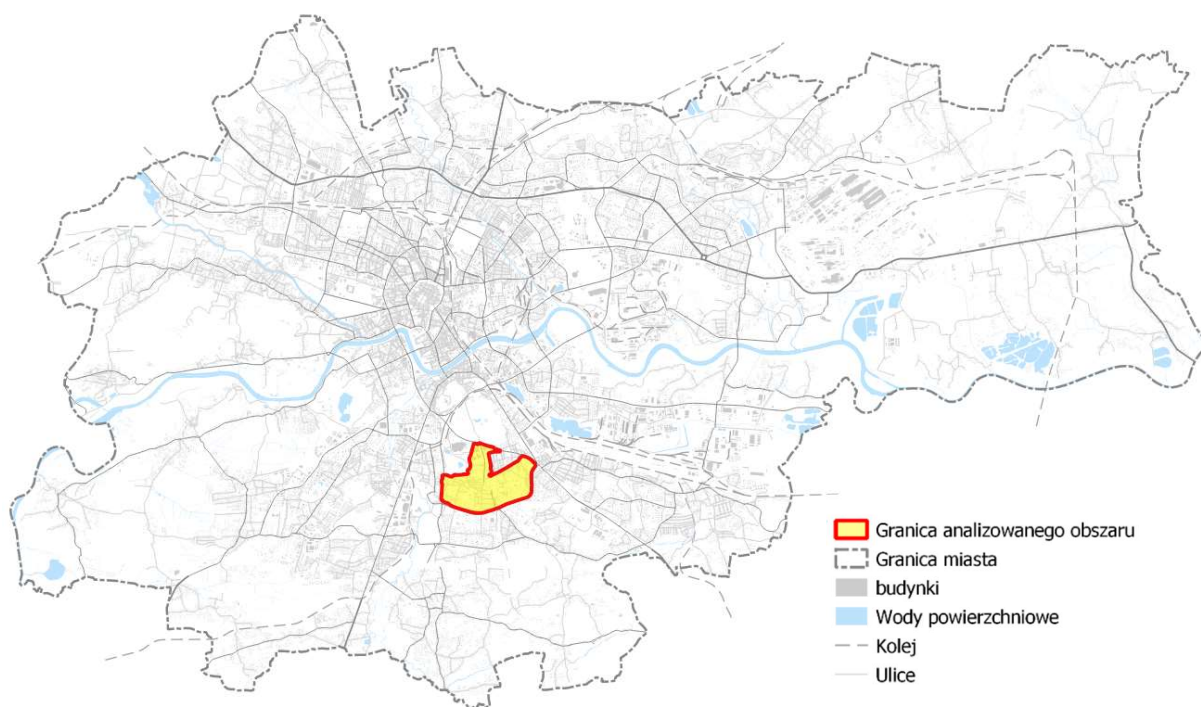 Granica analizowanego obszaru
Granica miasta
budynki
Wody powierzchniowe
Kolej
Ulice